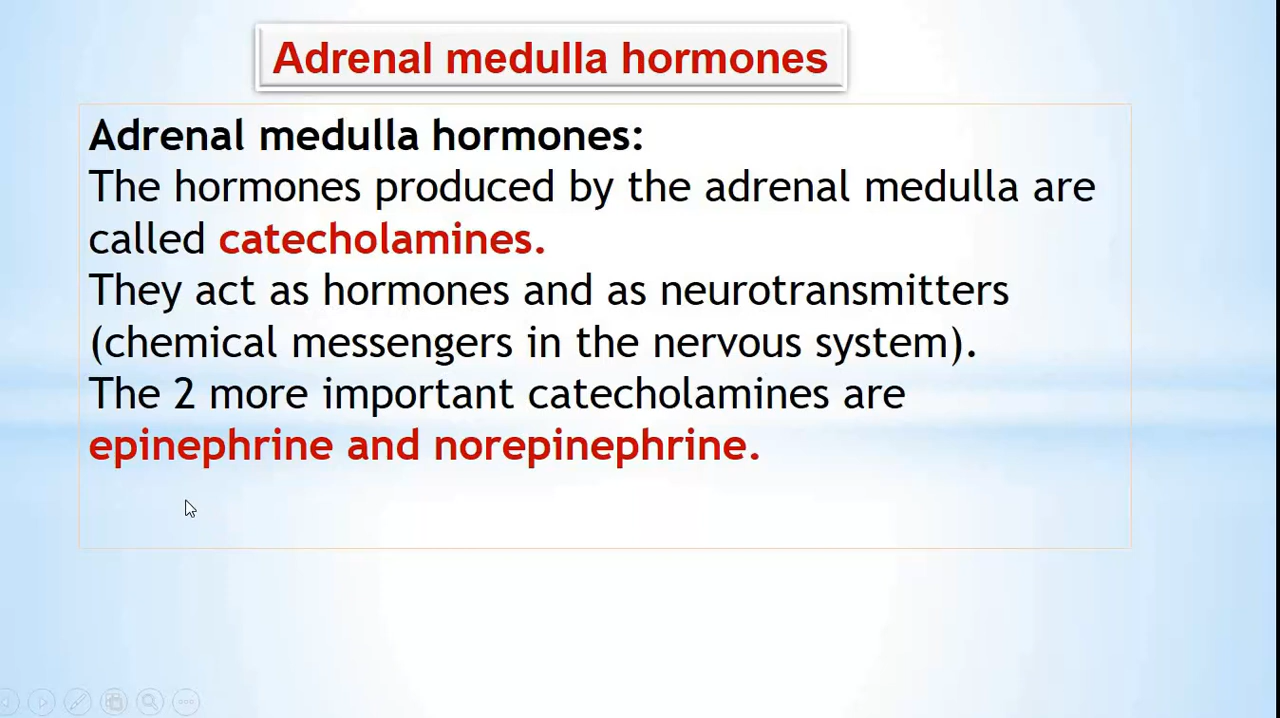 Adrenal medulla hormones
Adrenal medulla hormones:
The hormones produced by the adrenal medulla are
called catecholamines.
They act as hormones and as neurotransmitters
(chemical messengers in the nervous system).
The 2 more important catecholamines are
epinephrine and norepinephrine.